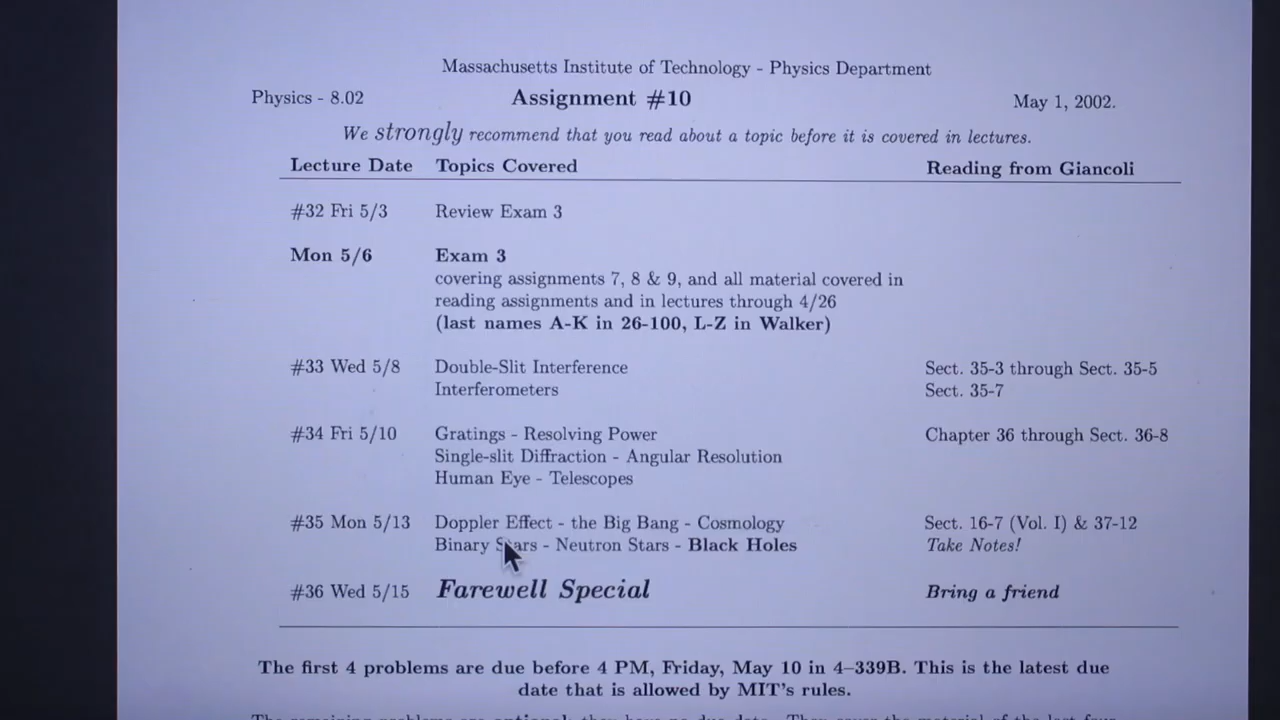 Massachusetts Institute of Technology - Physics Department
Physics - 8.02 Assignment #10 May 1, 2002.
We strongly recommend that you read about a topic before it is covered in lectures.
Lecture Date Topics Covered Reading from Giancoli
#32 Fri 5/3 Review Exam 3
Mon 5/6 Exam 3
covering assignments 7, 8 & 9, and all material covered in
reading assignments and in lectures through 4/26
(last names A-K in 26-100, L-Z in Walker)
#33 Wed 5/8 Double-Slit Interference Sect. 35-3 through Sect. 35-5
Interferometers Sect. 35-7
#34 Fri 5/10 Gratings - Resolving Power Chapter 36 through Sect. 36-8
Single-slit Diffraction - Angular Resolution
Human Eye - Telescopes
#35 Mon 5/13 Doppler Effect - the Big Bang - Cosmology Sect. 16-7 (Vol. I) & 37-12
Binary Stars - Neutron Stars - Black Holes Take Notes!
#36 Wed 5/15 Farewell Special Bring a friend
The first 4 problems are due before 4 PM, Friday, May 10 in 4–339B. This is the latest due
date that is allowed by MIT's rules.